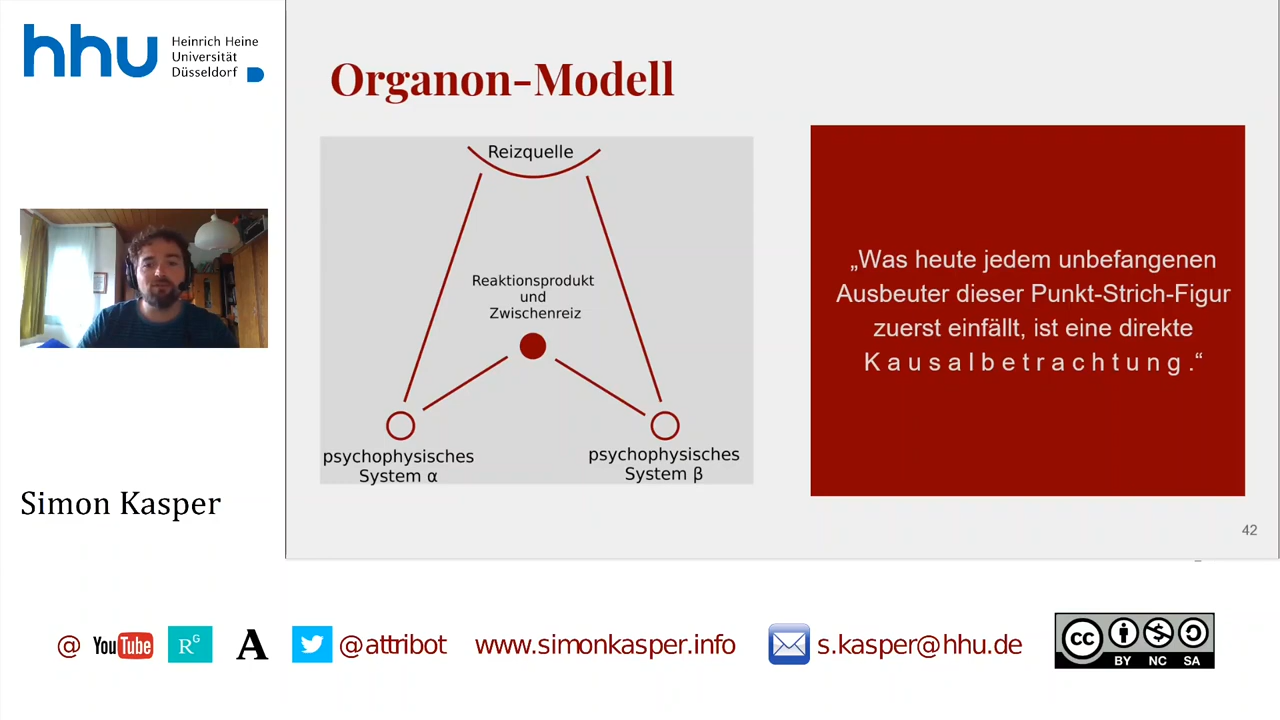 hhu
Heinrich Heine
Universität
Düsseldorf
Organon-Modell
Reizquelle
Reaktionsprodukt
und
Zwischenreiz
psychophysisches
System α
psychophysisches
System β
„Was heute jedem unbefangenen
Ausbeuter dieser Punkt-Strich-Figur
zuerst einfällt, ist eine direkte
K a u s a l b e t r a c h t u n g .“
42
Simon Kasper
@ YouTube RG A @attribot www.simonkasper.info s.kasper@hhu.de
cc BY NC SA